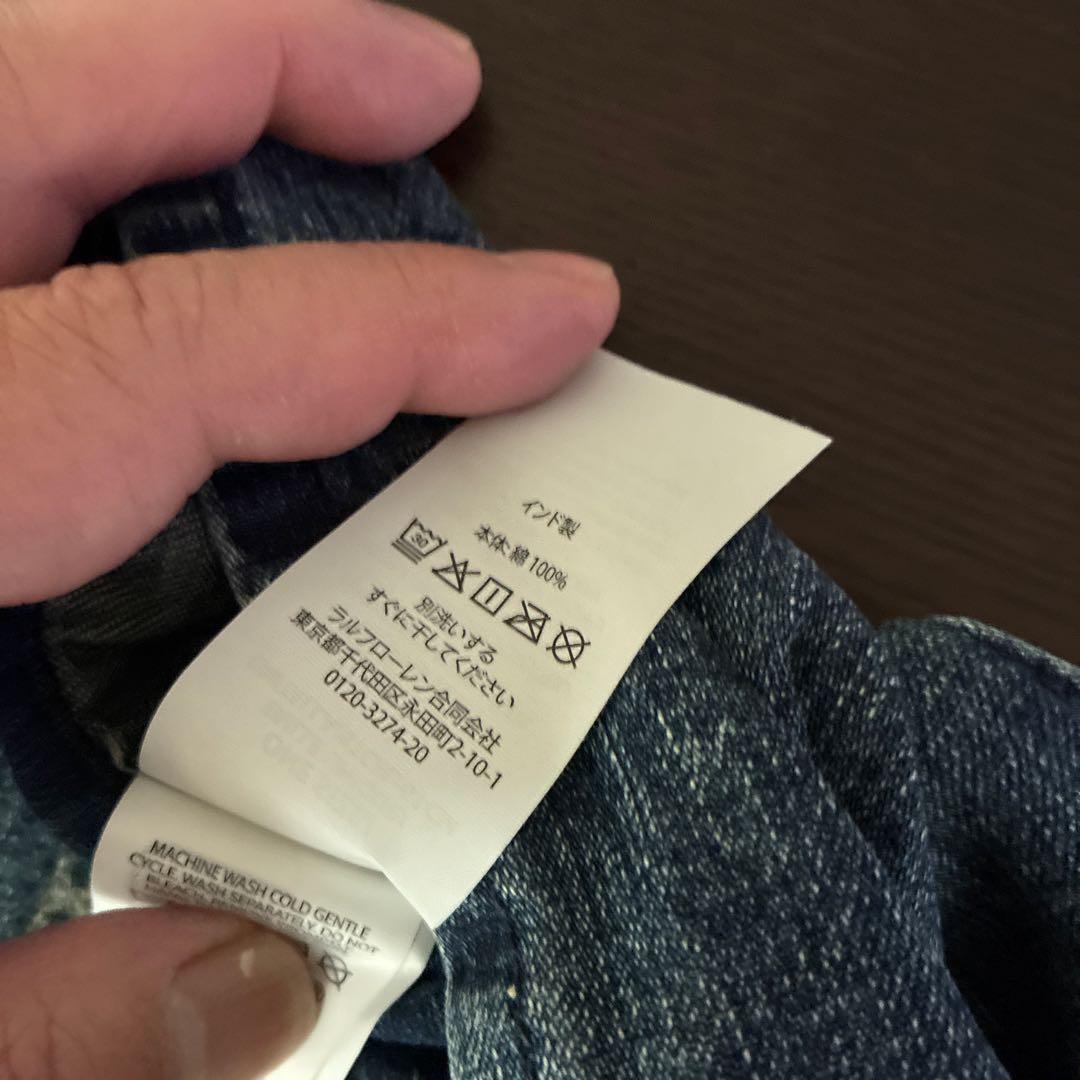 インド製
本体: 綿 100%
30
別洗いする
すぐに干してください
ラルフローレン合同会社
東京都千代田区永田町2-10-1
0120-3274-20
MACHINE WASH COLD GENTLE
CYCLE, WASH SEPARATELY, DO NOT
BLEACH,